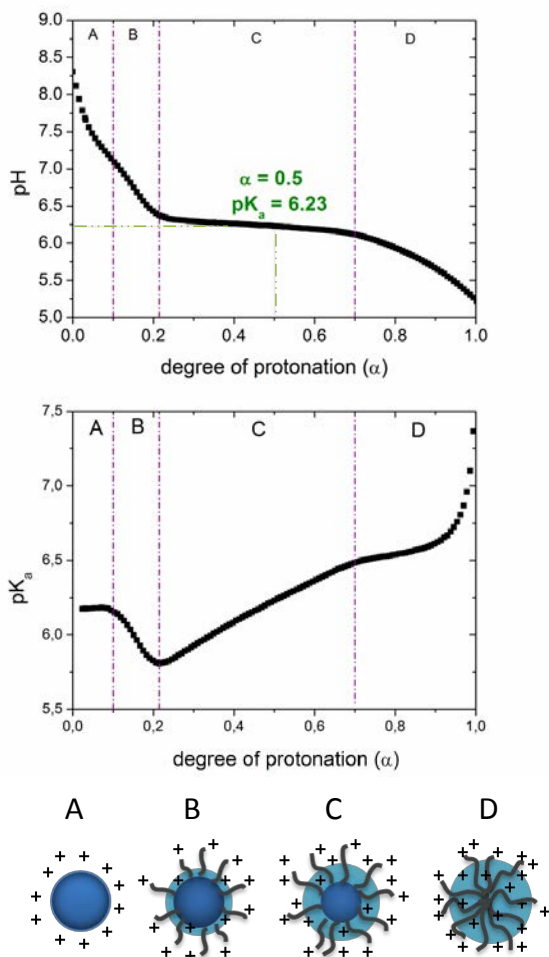 A B C D
9.0
8.5
8.0
7.5
7.0
6.5
6.0
5.5
5.0
pH
α = 0.5
pKa = 6.23
0.0 0.2 0.4 0.6 0.8 1.0
degree of protonation (α)
A B C D
7,5
7,0
6,5
6,0
5,5
pKa
0,0 0,2 0,4 0,6 0,8 1,0
degree of protonation (α)
A B C D
+ + + + + + + + + + +